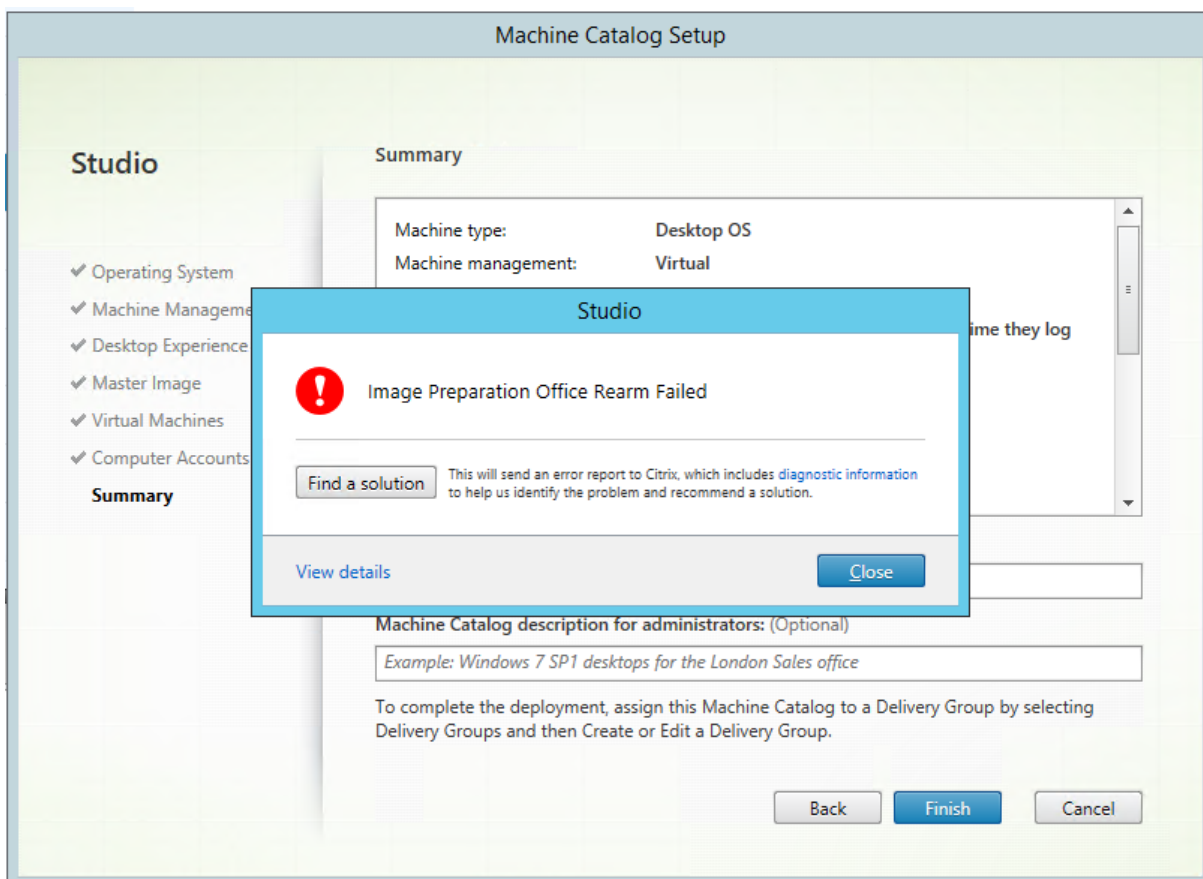 Machine Catalog Setup
Studio
✔ Operating System
✔ Machine Manageme
✔ Desktop Experience
✔ Master Image
✔ Virtual Machines
✔ Computer Accounts
Summary
Summary
Machine type: Desktop OS
Machine management: Virtual
ime they log
Studio
Image Preparation Office Rearm Failed
Find a solution
This will send an error report to Citrix, which includes diagnostic information
to help us identify the problem and recommend a solution.
View details
Close
Machine Catalog description for administrators: (Optional)
Example: Windows 7 SP1 desktops for the London Sales office
To complete the deployment, assign this Machine Catalog to a Delivery Group by selecting
Delivery Groups and then Create or Edit a Delivery Group.
Back Finish Cancel